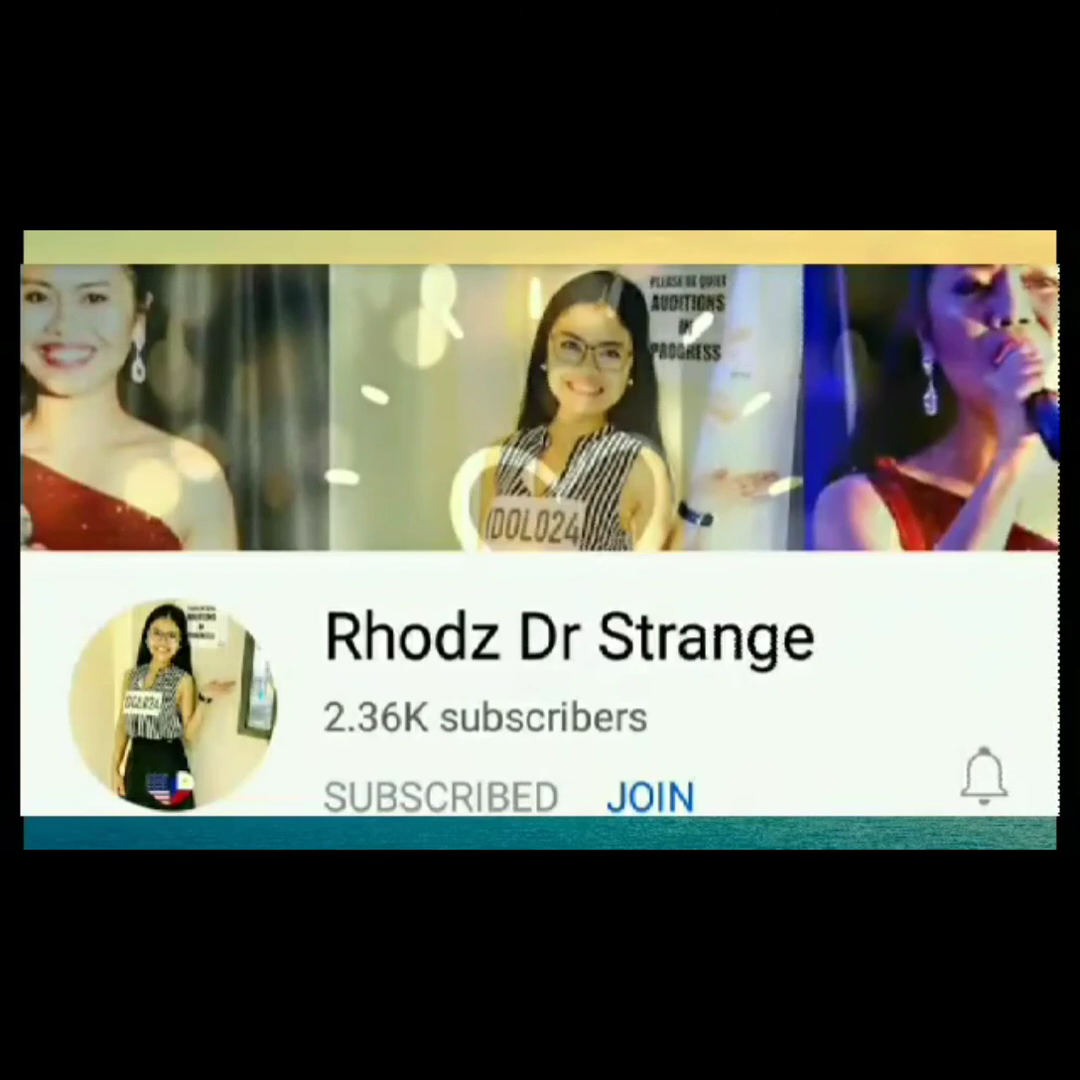 PLEASE BE QUIET
AUDITIONS
IN
PROGRESS
IDOL024
Rhodz Dr Strange
2.36K subscribers
SUBSCRIBED JOIN